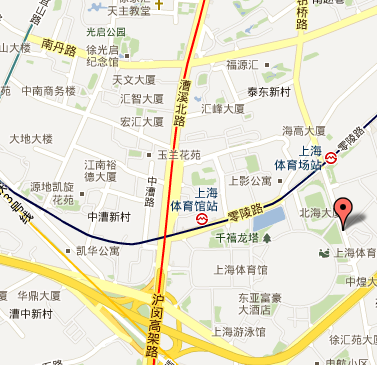 天主教堂
光启公园
南丹路
徐光启
纪念馆
山大厦
天文大厦
福源汇
泰东新村
中南商务楼
汇智大厦
漕溪北路
汇峰大厦
宏汇大厦
海高大厦
零陵路
大地大楼
玉兰花苑
上海
体育场站
江南裕
德大厦
中漕路
上影公寓
源地凯旋
花苑
上海
体育馆站
中漕新村
零陵路
北海大厦
3号线
千禧龙塔
凯华公寓
上海体育
上海体育馆
华鼎大厦
漕中新村
沪闵高架路
东亚富豪
大酒店
中煌大
上海游泳馆
徐汇苑大